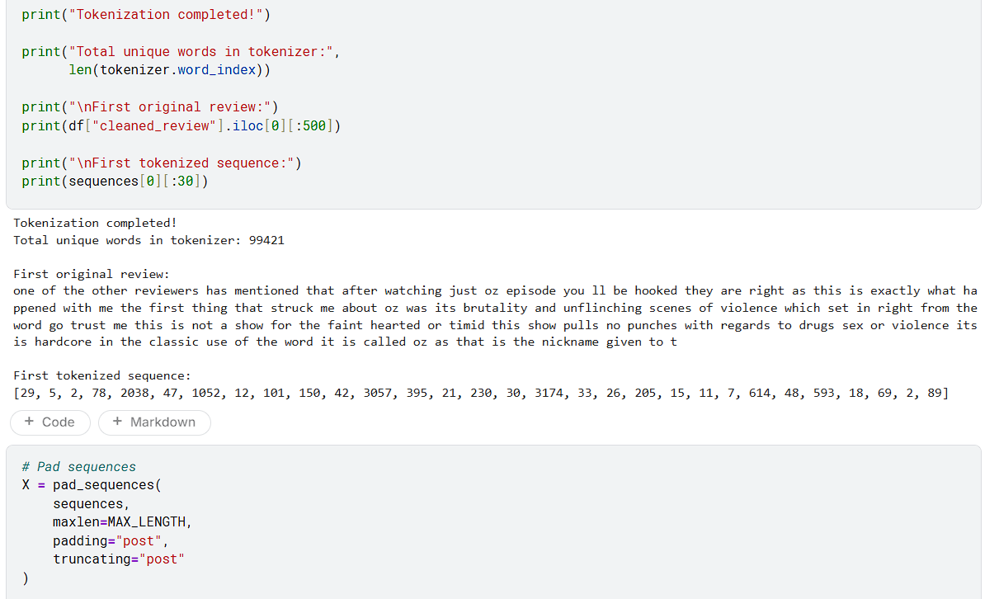 print("Tokenization completed!")
print("Total unique words in tokenizer:",
len(tokenizer.word_index))
print("\nFirst original review:")
print(df["cleaned_review"].iloc[0][:500])
print("\nFirst tokenized sequence:")
print(sequences[0][:30])
Tokenization completed!
Total unique words in tokenizer: 99421
First original review:
one of the other reviewers has mentioned that after watching just oz episode you ll be hooked they are right as this is exactly what ha
ppened with me the first thing that struck me about oz was its brutality and unflinching scenes of violence which set in right from the
word go trust me this is not a show for the faint hearted or timid this show pulls no punches with regards to drugs sex or violence its
is hardcore in the classic use of the word it is called oz as that is the nickname given to t
First tokenized sequence:
[29, 5, 2, 78, 2038, 47, 1052, 12, 101, 150, 42, 3057, 395, 21, 230, 30, 3174, 33, 26, 205, 15, 11, 7, 614, 48, 593, 18, 69, 2, 89]
+ Code + Markdown
# Pad sequences
X = pad_sequences(
sequences,
maxlen=MAX_LENGTH,
padding="post",
truncating="post"
)